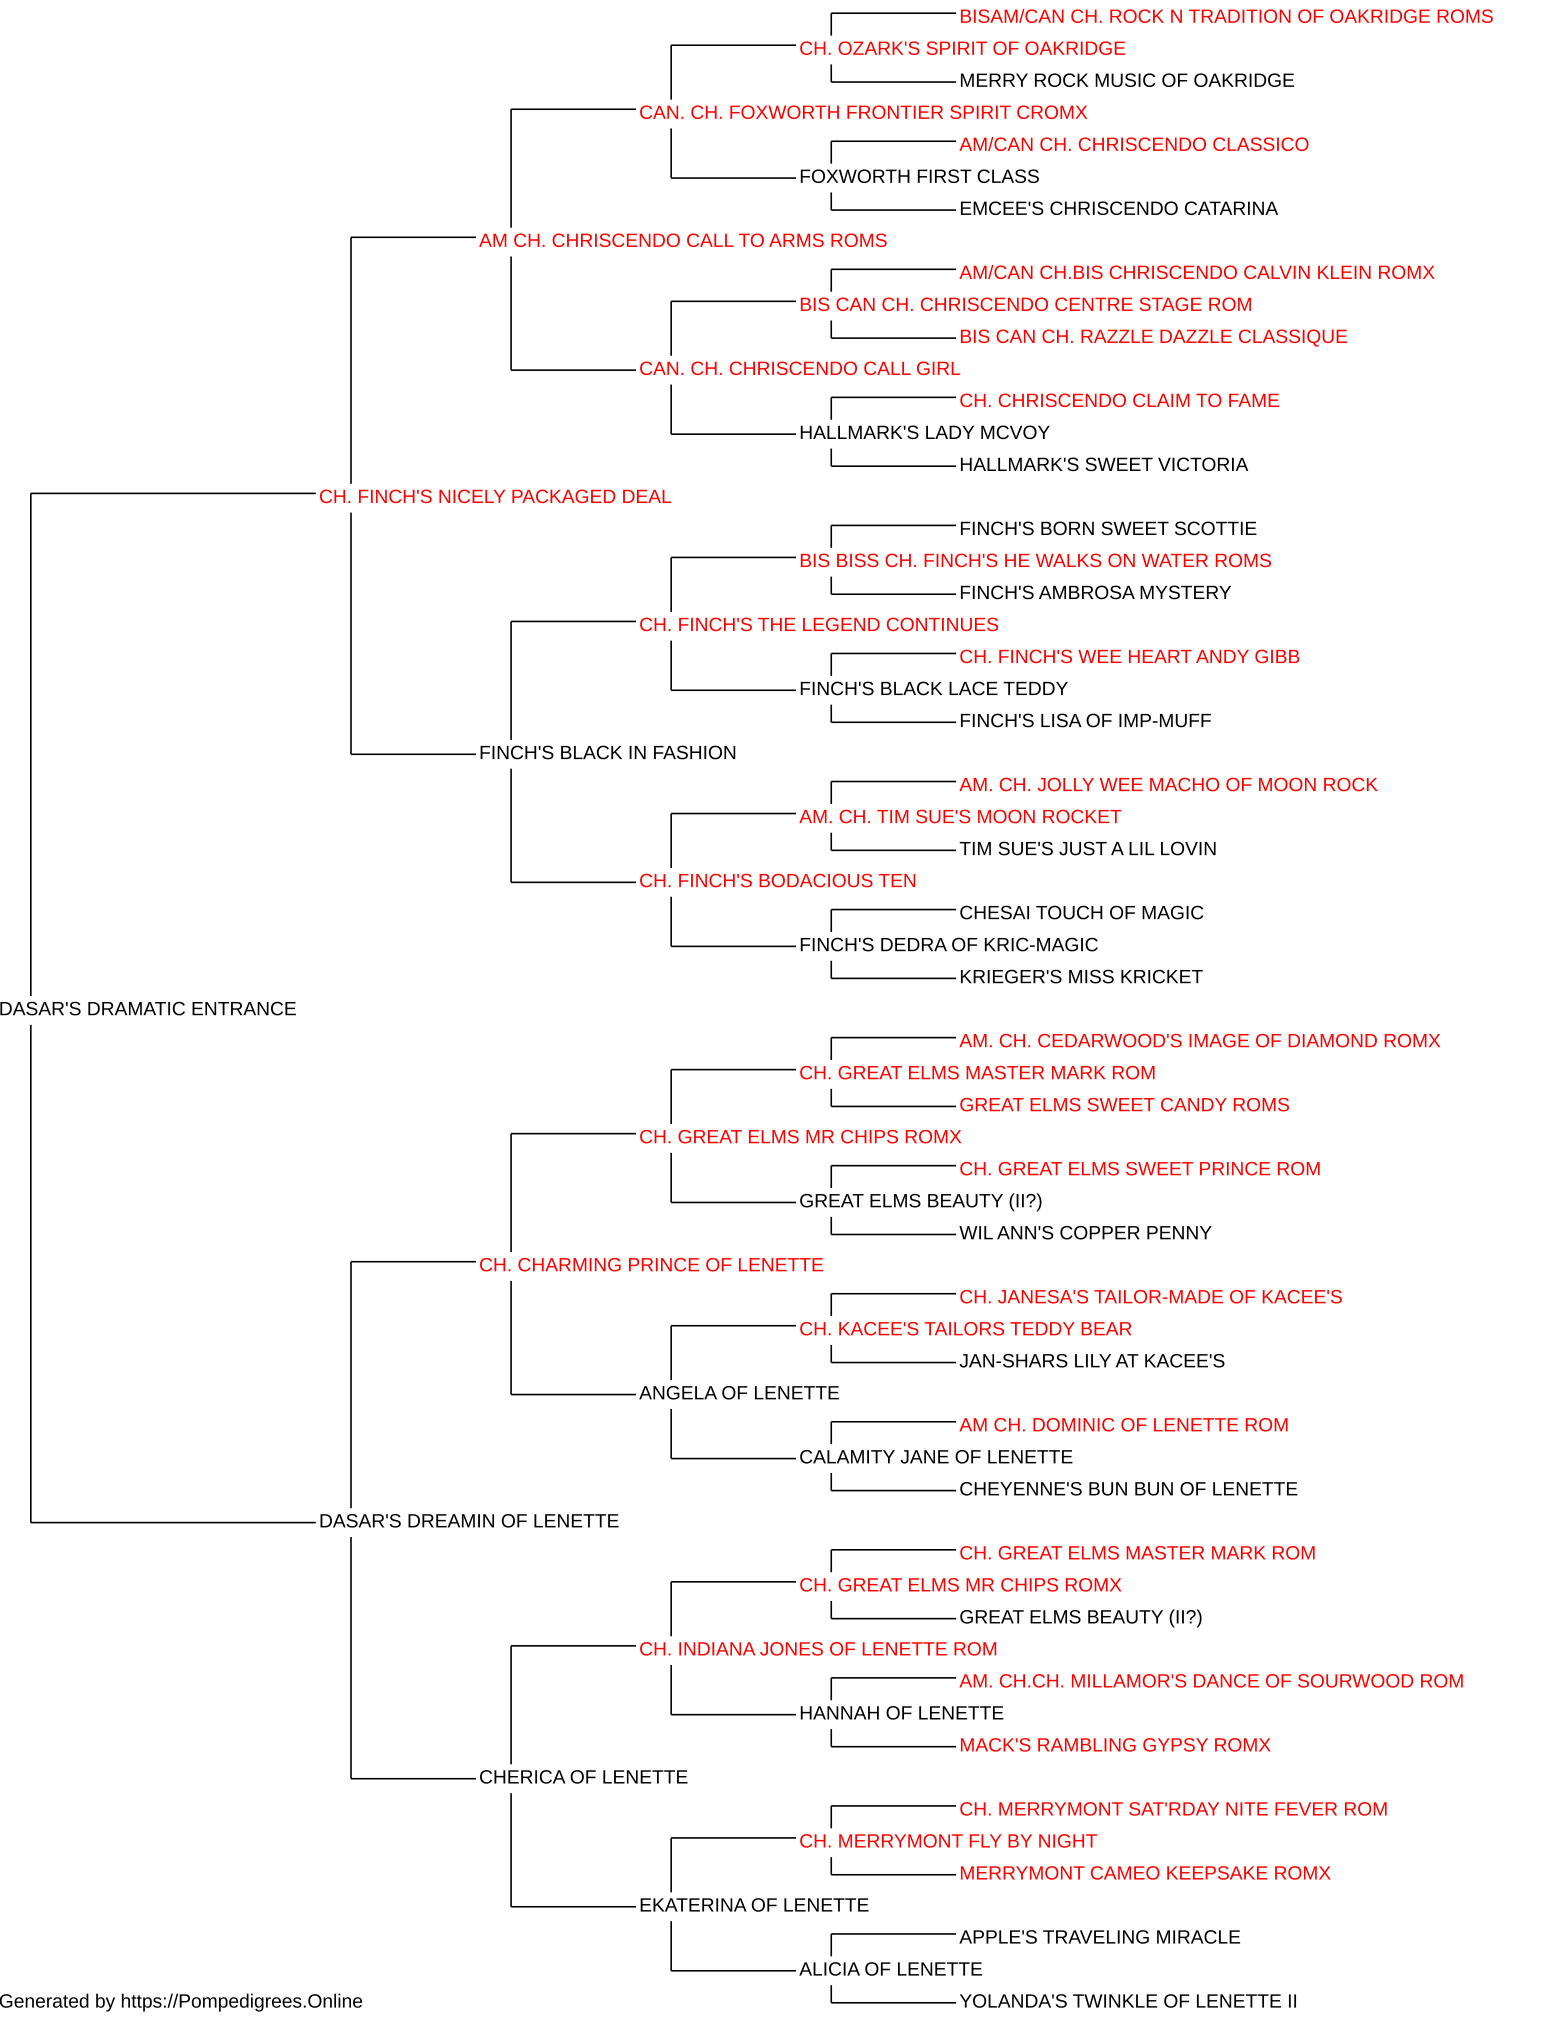 BISAM/CAN CH. ROCK N TRADITION OF OAKRIDGE ROMS
CH. OZARK'S SPIRIT OF OAKRIDGE
MERRY ROCK MUSIC OF OAKRIDGE
CAN. CH. FOXWORTH FRONTIER SPIRIT CROMX
AM/CAN CH. CHRISCENDO CLASSICO
FOXWORTH FIRST CLASS
EMCEE'S CHRISCENDO CATARINA
AM CH. CHRISCENDO CALL TO ARMS ROMS
AM/CAN CH.BIS CHRISCENDO CALVIN KLEIN ROMX
BIS CAN CH. CHRISCENDO CENTRE STAGE ROM
BIS CAN CH. RAZZLE DAZZLE CLASSIQUE
CAN. CH. CHRISCENDO CALL GIRL
CH. CHRISCENDO CLAIM TO FAME
HALLMARK'S LADY MCVOY
HALLMARK'S SWEET VICTORIA
CH. FINCH'S NICELY PACKAGED DEAL
FINCH'S BORN SWEET SCOTTIE
BIS BISS CH. FINCH'S HE WALKS ON WATER ROMS
FINCH'S AMBROSA MYSTERY
CH. FINCH'S THE LEGEND CONTINUES
CH. FINCH'S WEE HEART ANDY GIBB
FINCH'S BLACK LACE TEDDY
FINCH'S LISA OF IMP-MUFF
FINCH'S BLACK IN FASHION
AM. CH. JOLLY WEE MACHO OF MOON ROCK
AM. CH. TIM SUE'S MOON ROCKET
TIM SUE'S JUST A LIL LOVIN
CH. FINCH'S BODACIOUS TEN
CHESAI TOUCH OF MAGIC
FINCH'S DEDRA OF KRIC-MAGIC
KRIEGER'S MISS KRICKET
DASAR'S DRAMATIC ENTRANCE
AM. CH. CEDARWOOD'S IMAGE OF DIAMOND ROMX
CH. GREAT ELMS MASTER MARK ROM
GREAT ELMS SWEET CANDY ROMS
CH. GREAT ELMS MR CHIPS ROMX
CH. GREAT ELMS SWEET PRINCE ROM
GREAT ELMS BEAUTY (II?)
WIL ANN'S COPPER PENNY
CH. CHARMING PRINCE OF LENETTE
CH. JANESA'S TAILOR-MADE OF KACEE'S
CH. KACEE'S TAILORS TEDDY BEAR
JAN-SHARS LILY AT KACEE'S
ANGELA OF LENETTE
AM CH. DOMINIC OF LENETTE ROM
CALAMITY JANE OF LENETTE
CHEYENNE'S BUN BUN OF LENETTE
DASAR'S DREAMIN OF LENETTE
CH. GREAT ELMS MASTER MARK ROM
CH. GREAT ELMS MR CHIPS ROMX
GREAT ELMS BEAUTY (II?)
CH. INDIANA JONES OF LENETTE ROM
AM. CH.CH. MILLAMOR'S DANCE OF SOURWOOD ROM
HANNAH OF LENETTE
MACK'S RAMBLING GYPSY ROMX
CHERICA OF LENETTE
CH. MERRYMONT SAT'RDAY NITE FEVER ROM
CH. MERRYMONT FLY BY NIGHT
MERRYMONT CAMEO KEEPSAKE ROMX
EKATERINA OF LENETTE
APPLE'S TRAVELING MIRACLE
ALICIA OF LENETTE
YOLANDA'S TWINKLE OF LENETTE II
Generated by https://Pompedigrees.Online